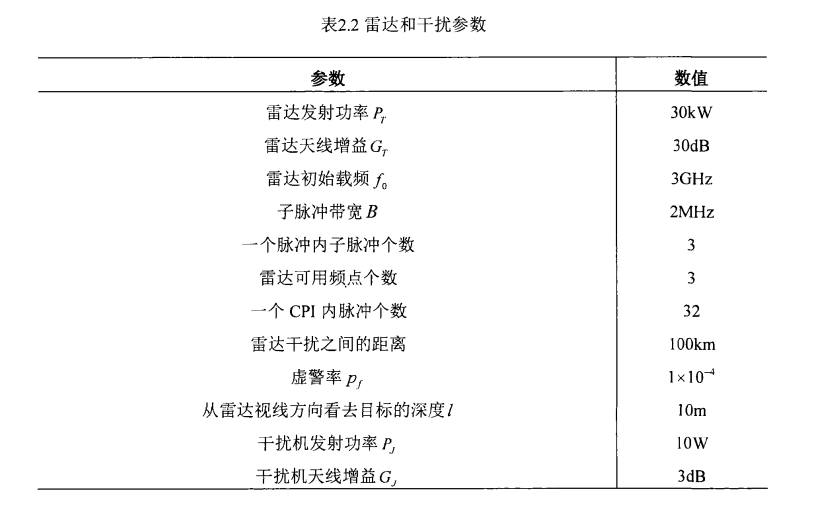 表2.2 雷达和干扰参数
参数 数值
雷达发射功率 P_T 30kW
雷达天线增益 G_T 30dB
雷达初始载频 f_0 3GHz
子脉冲带宽 B 2MHz
一个脉冲内子脉冲个数 3
雷达可用频点个数 3
一个 CPI 内脉冲个数 32
雷达干扰之间的距离 100km
虚警率 p_f 1×10^{-4}
从雷达视线方向看去目标的深度 l 10m
干扰机发射功率 P_J 10W
干扰机天线增益 G_J 3dB